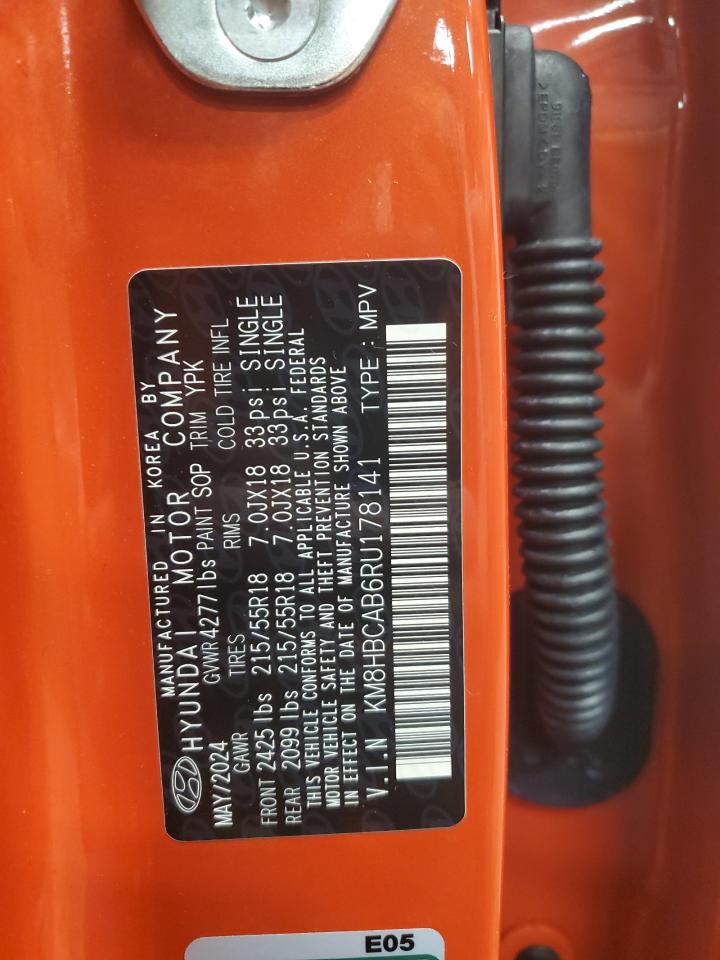 MANUFACTURED IN KOREA BY
HYUNDAI MOTOR COMPANY
MAY/2024 GVWR 4277 lbs PAINT SOP TRIM YPK
GAWR TIRES RIMS COLD TIRE INFL
FRONT 2425 lbs 215/55R18 7.0JX18 33psi SINGLE
REAR 2099 lbs 215/55R18 7.0JX18 33psi SINGLE
THIS VEHICLE CONFORMS TO ALL APPLICABLE U.S.A. FEDERAL
MOTOR VEHICLE SAFETY AND THEFT PREVENTION STANDARDS
IN EFFECT ON THE DATE OF MANUFACTURE SHOWN ABOVE
V.I.N KM8HBCAB6RU178141 TYPE : MPV
E05